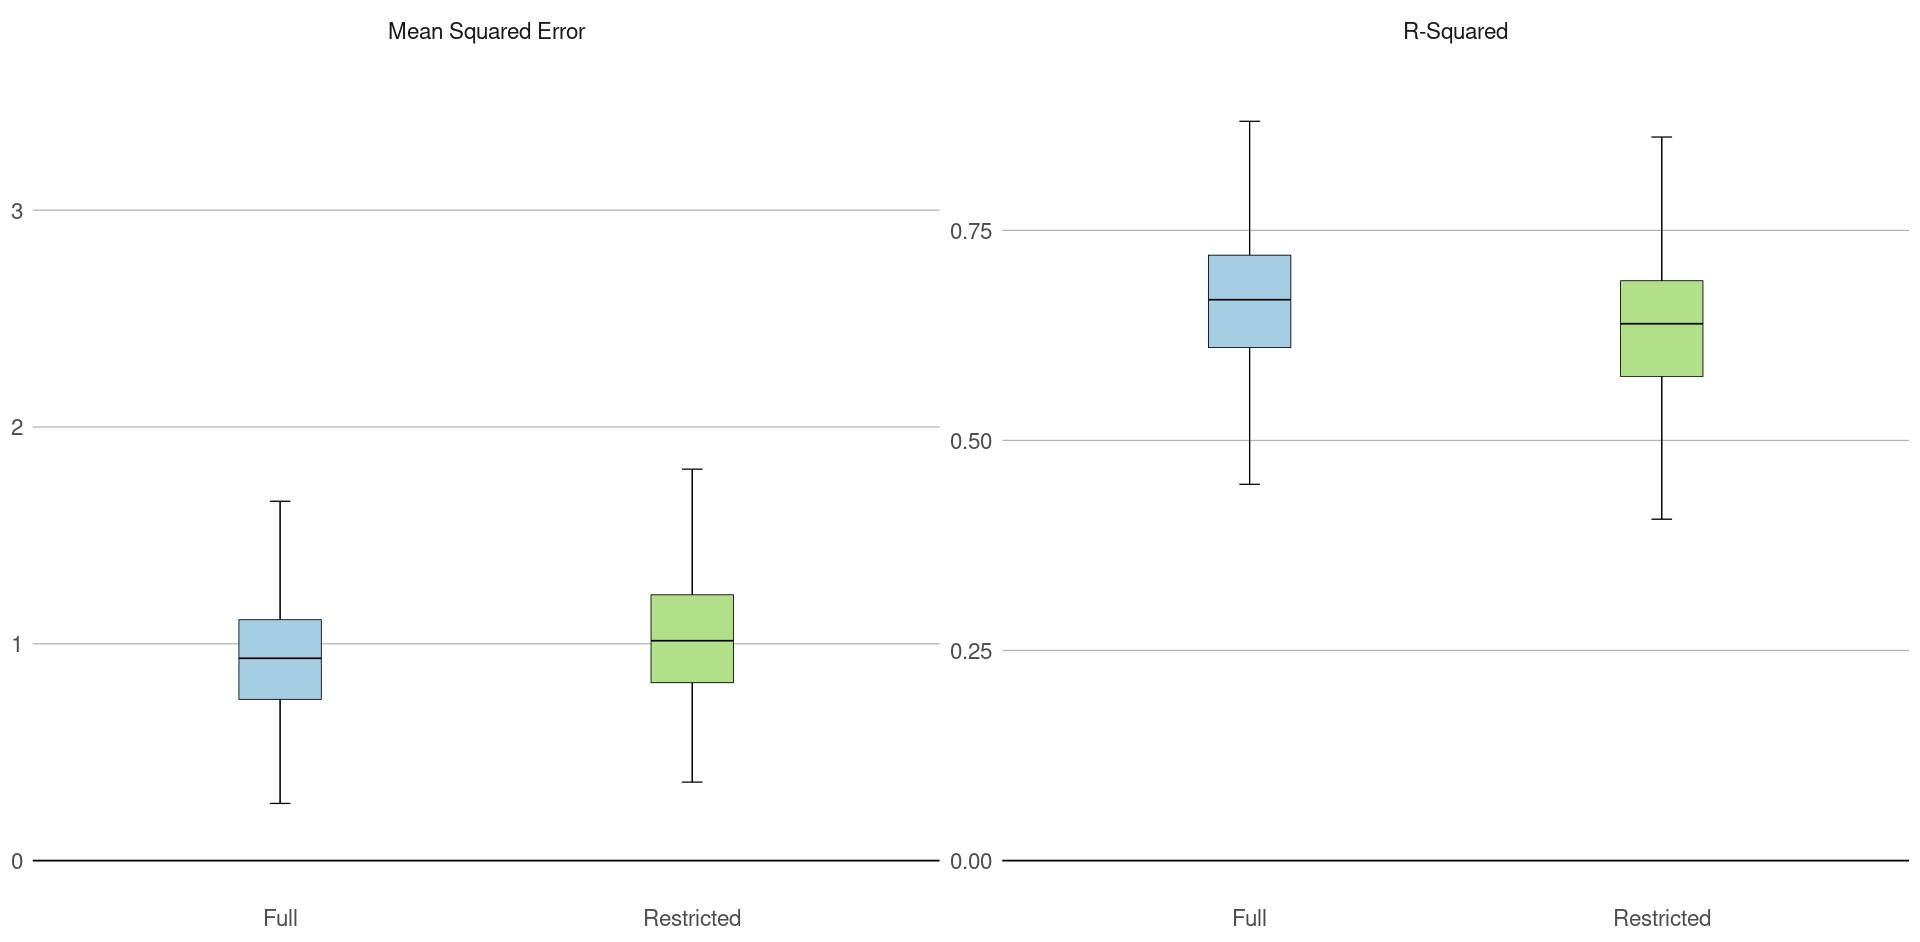 Mean Squared Error
3
2
1
0
Full
Restricted
R-Squared
0.75
0.50
0.25
0.00
Full
Restricted